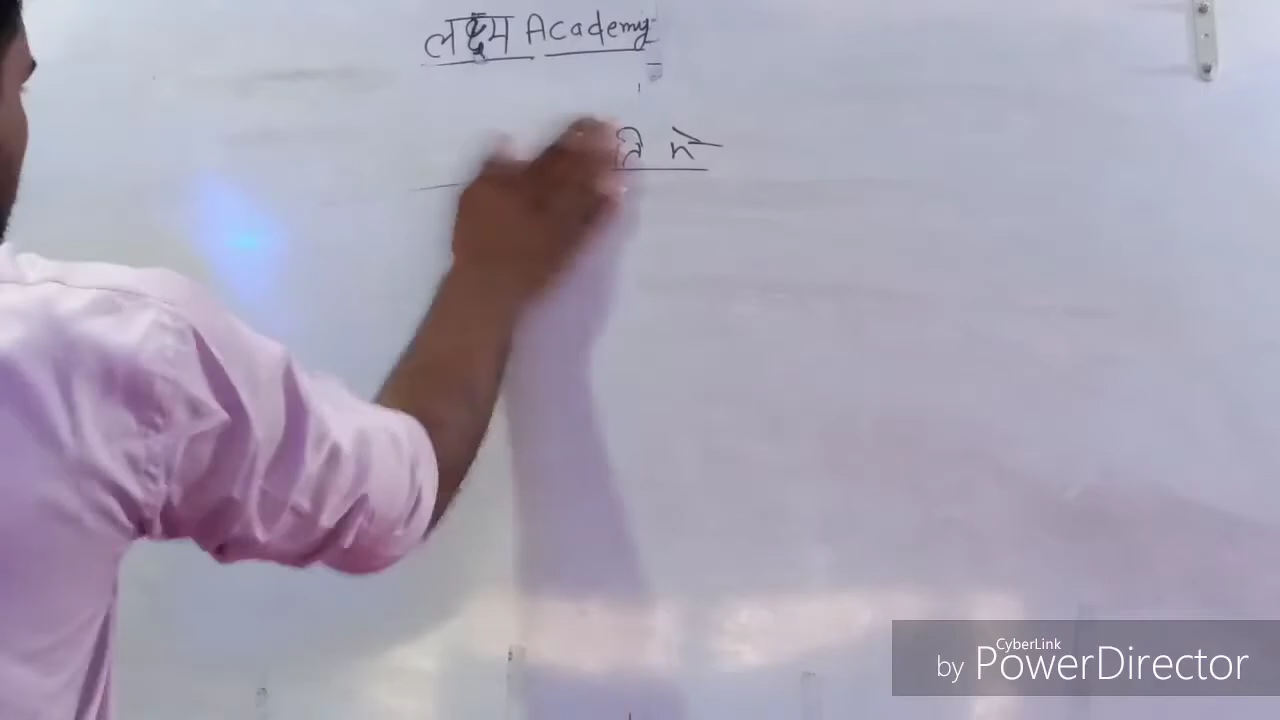 लक्ष्य Academy
CyberLink
by PowerDirector